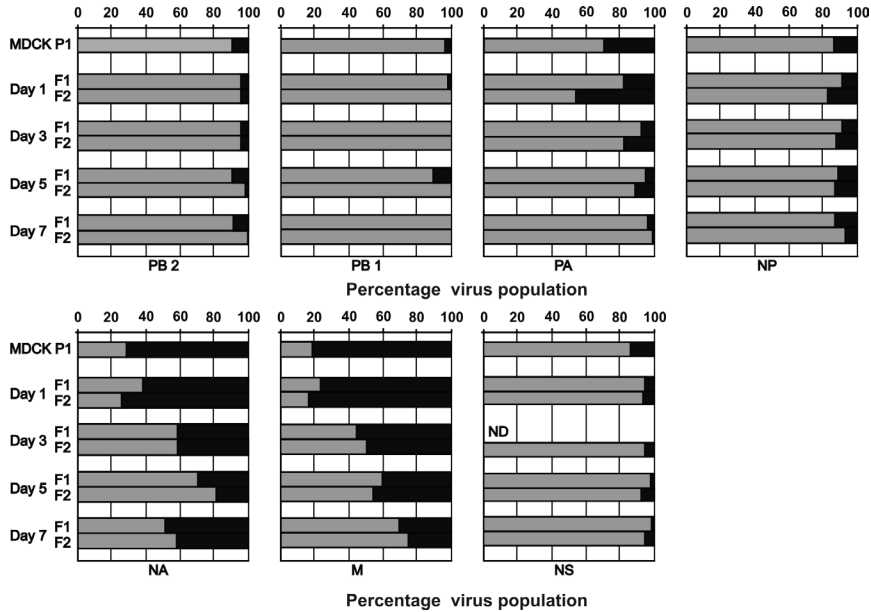 0 20 40 60 80 100 0 20 40 60 80 100 0 20 40 60 80 100 0 20 40 60 80 100
MDCK P1
Day 1 F1
F2
Day 3 F1
F2
Day 5 F1
F2
Day 7 F1
F2
PB 2 PB 1 PA NP
Percentage virus population
0 20 40 60 80 100 0 20 40 60 80 100 0 20 40 60 80 100
MDCK P1
Day 1 F1
F2
Day 3 F1
F2
ND
Day 5 F1
F2
Day 7 F1
F2
NA M NS
Percentage virus population